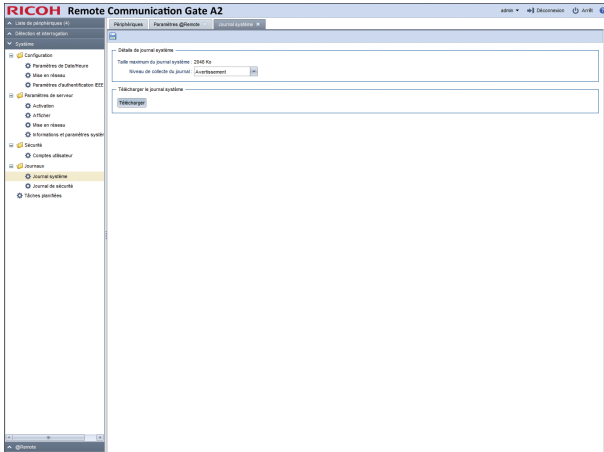 RICOH Remote Communication Gate A2
admin Déconnexion Arrêt
Liste de périphériques (4)
Détection et interrogation
Système
Configuration
Paramètres de Date/Heure
Mise en réseau
Paramètres d'authentification IEEE
Paramètres de serveur
Activation
Afficher
Mise en réseau
Informations et paramètres systèm
Sécurité
Comptes utilisateur
Journaux
Journal système
Journal de sécurité
Tâches planifiées
@Remote
Périphériques Paramètres @Remote Journal système
Détails de journal système
Taille maximum du journal système : 2048 Ko
Niveau de collecte du journal : Avertissement
Télécharger le journal système
Télécharger